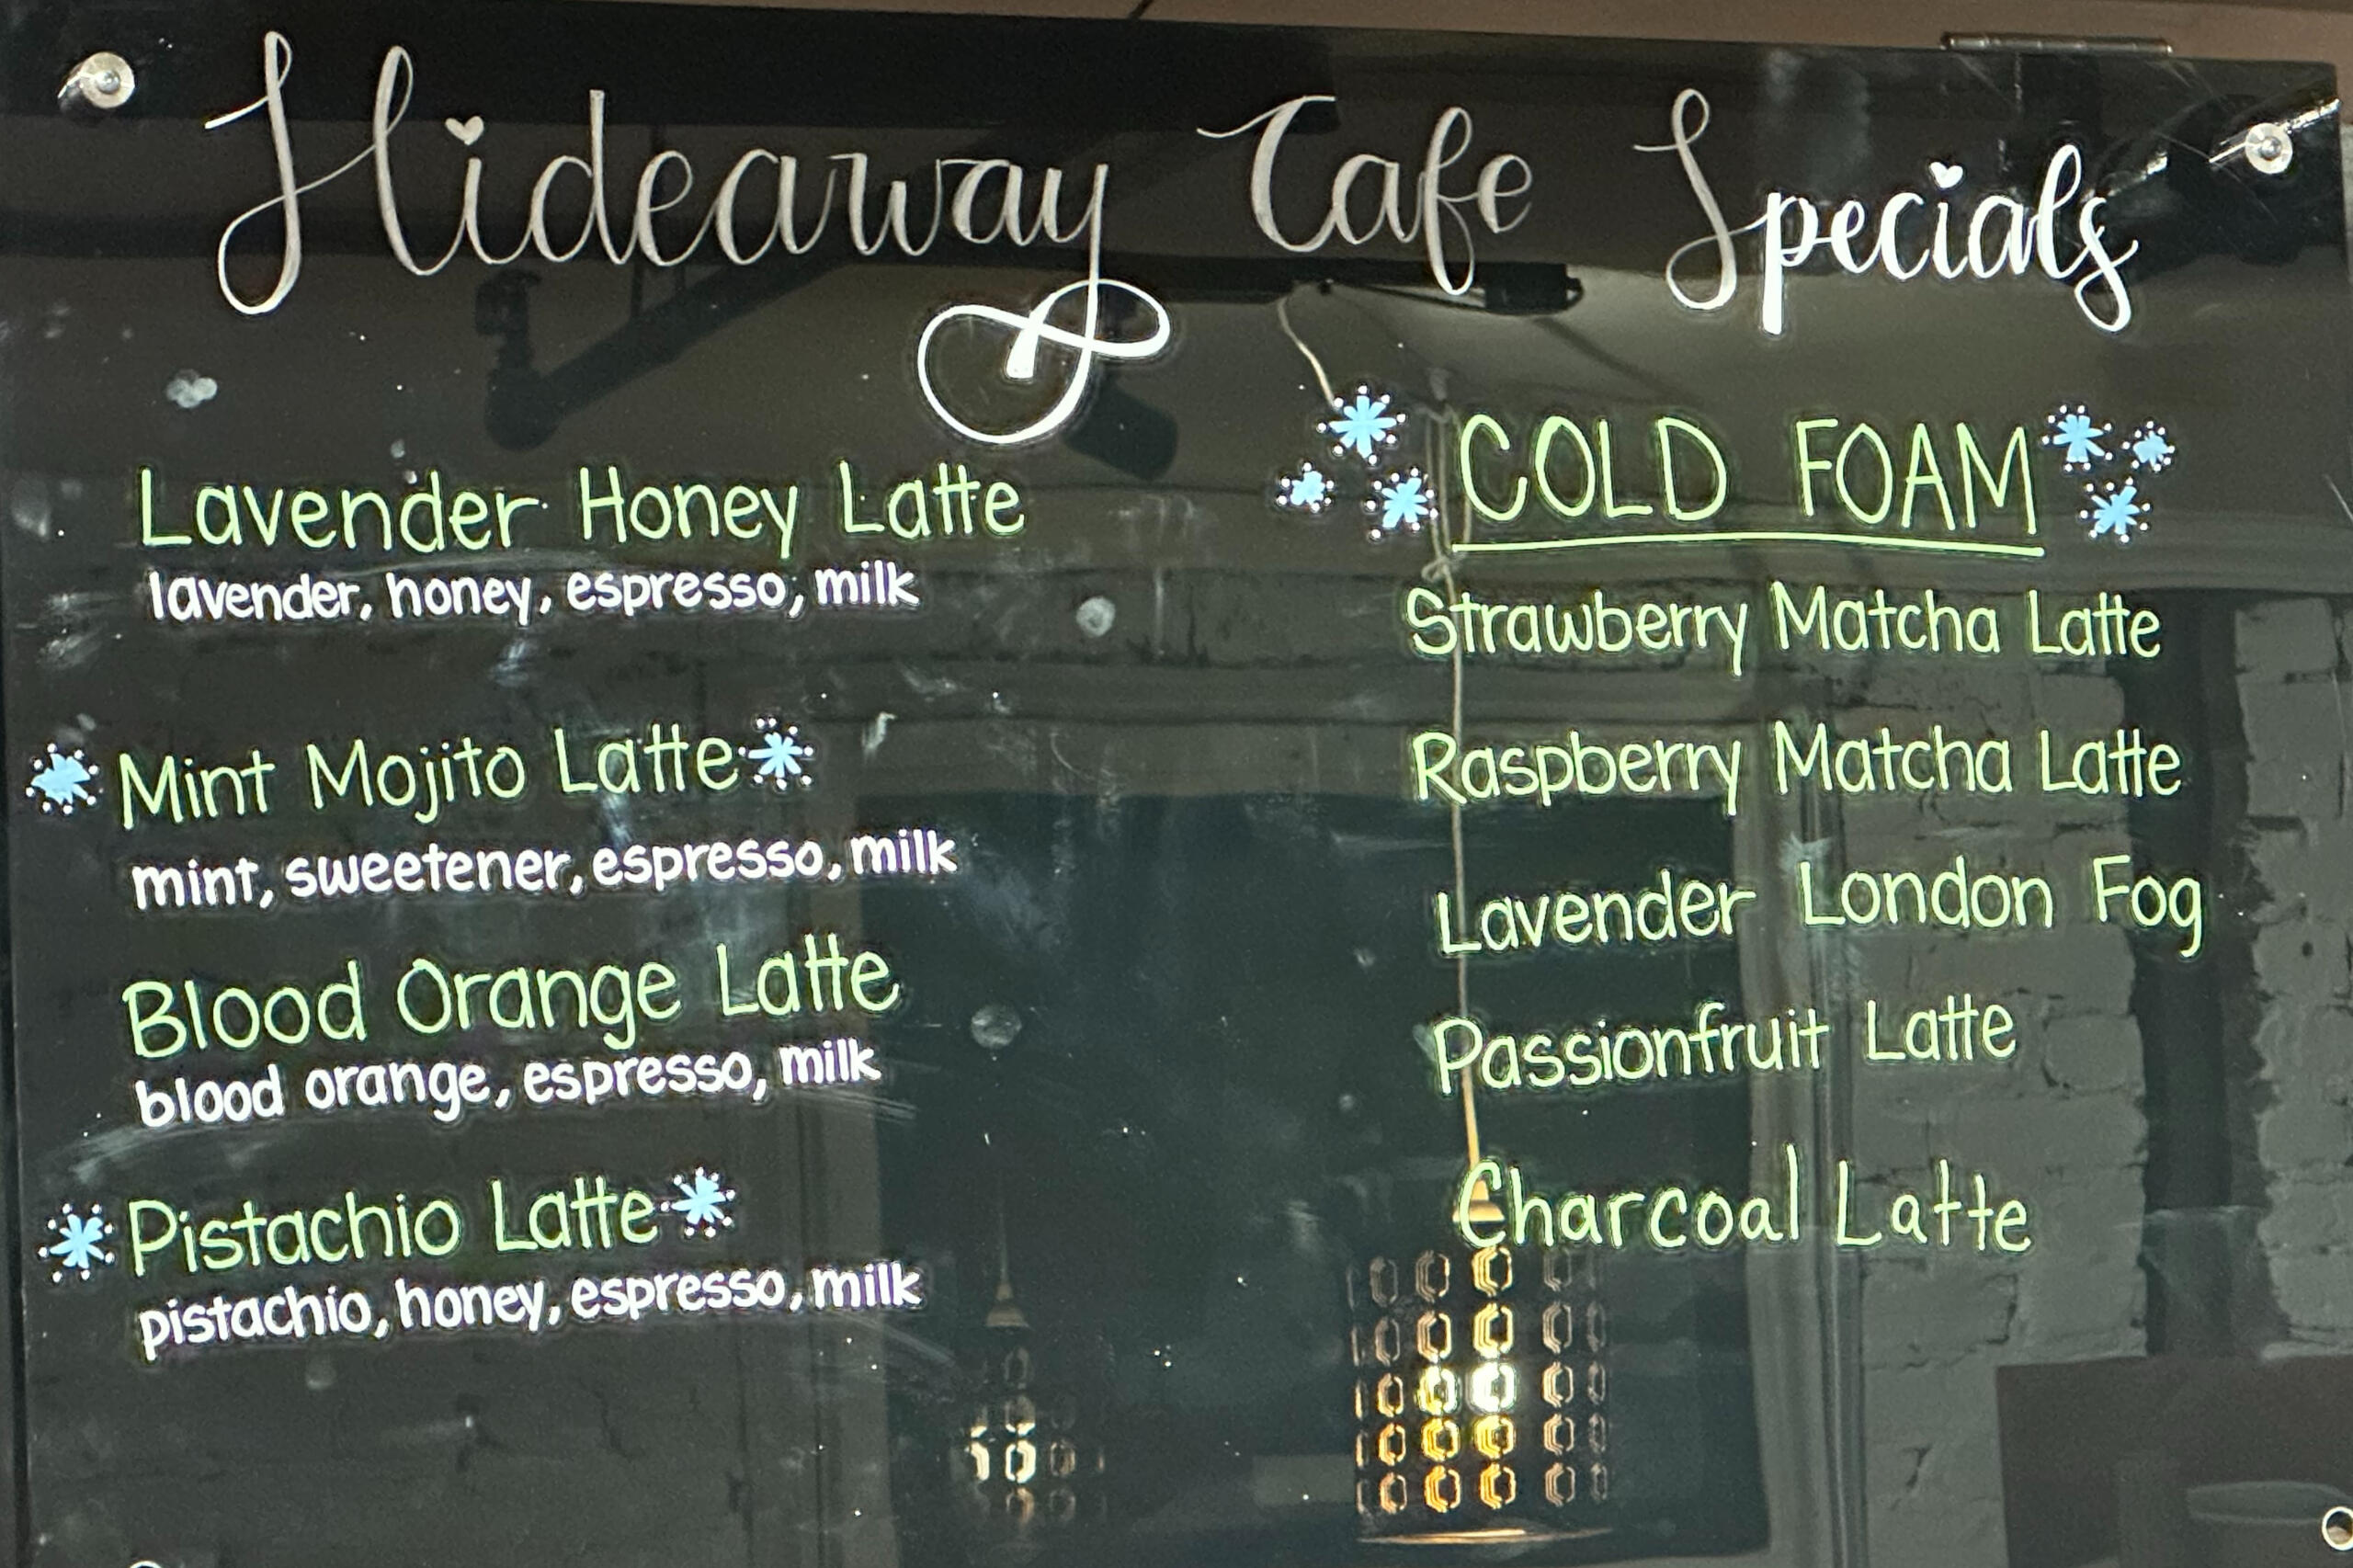 Hideaway Cafe Specials
Lavender Honey Latte
lavender, honey, espresso, milk
Mint Mojito Latte
mint, sweetener, espresso, milk
Blood Orange Latte
blood orange, espresso, milk
Pistachio Latte
pistachio, honey, espresso, milk
COLD FOAM
Strawberry Matcha Latte
Raspberry Matcha Latte
Lavender London Fog
Passionfruit Latte
Charcoal Latte